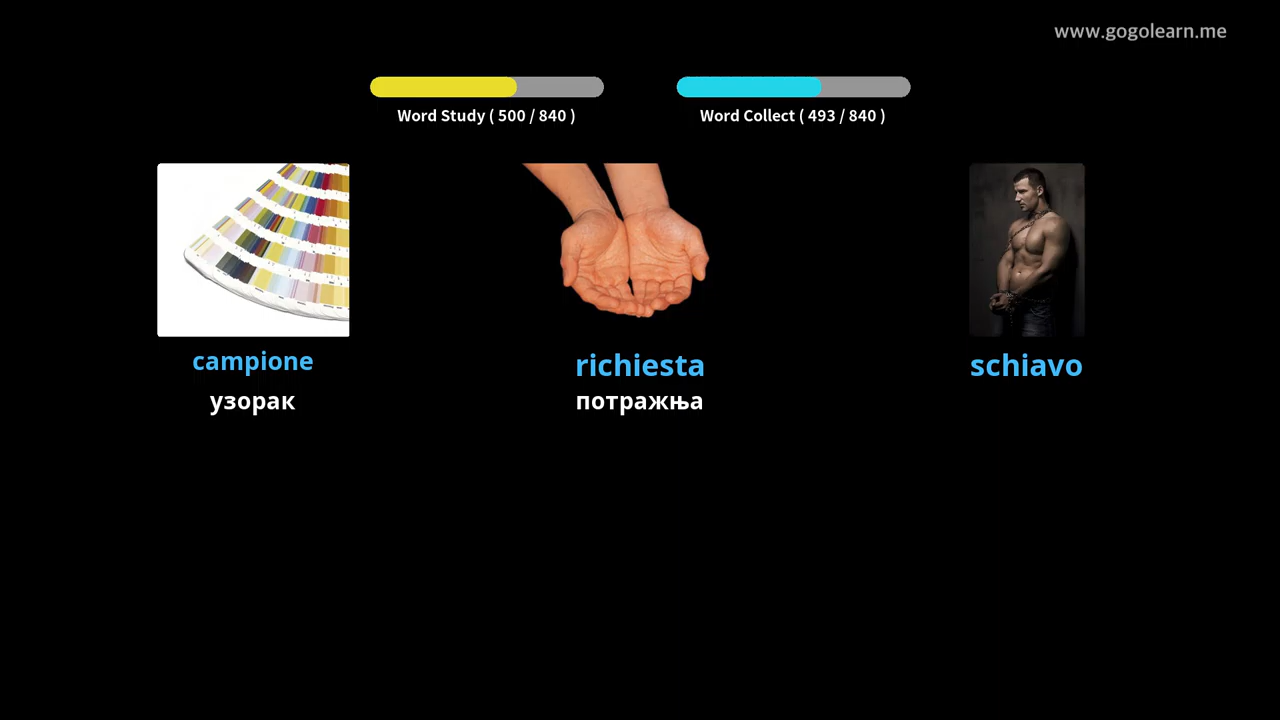 www.gogolearn.me
Word Study ( 500 / 840 )
Word Collect ( 493 / 840 )
campione
richiesta
schiavo
узорак
потражња